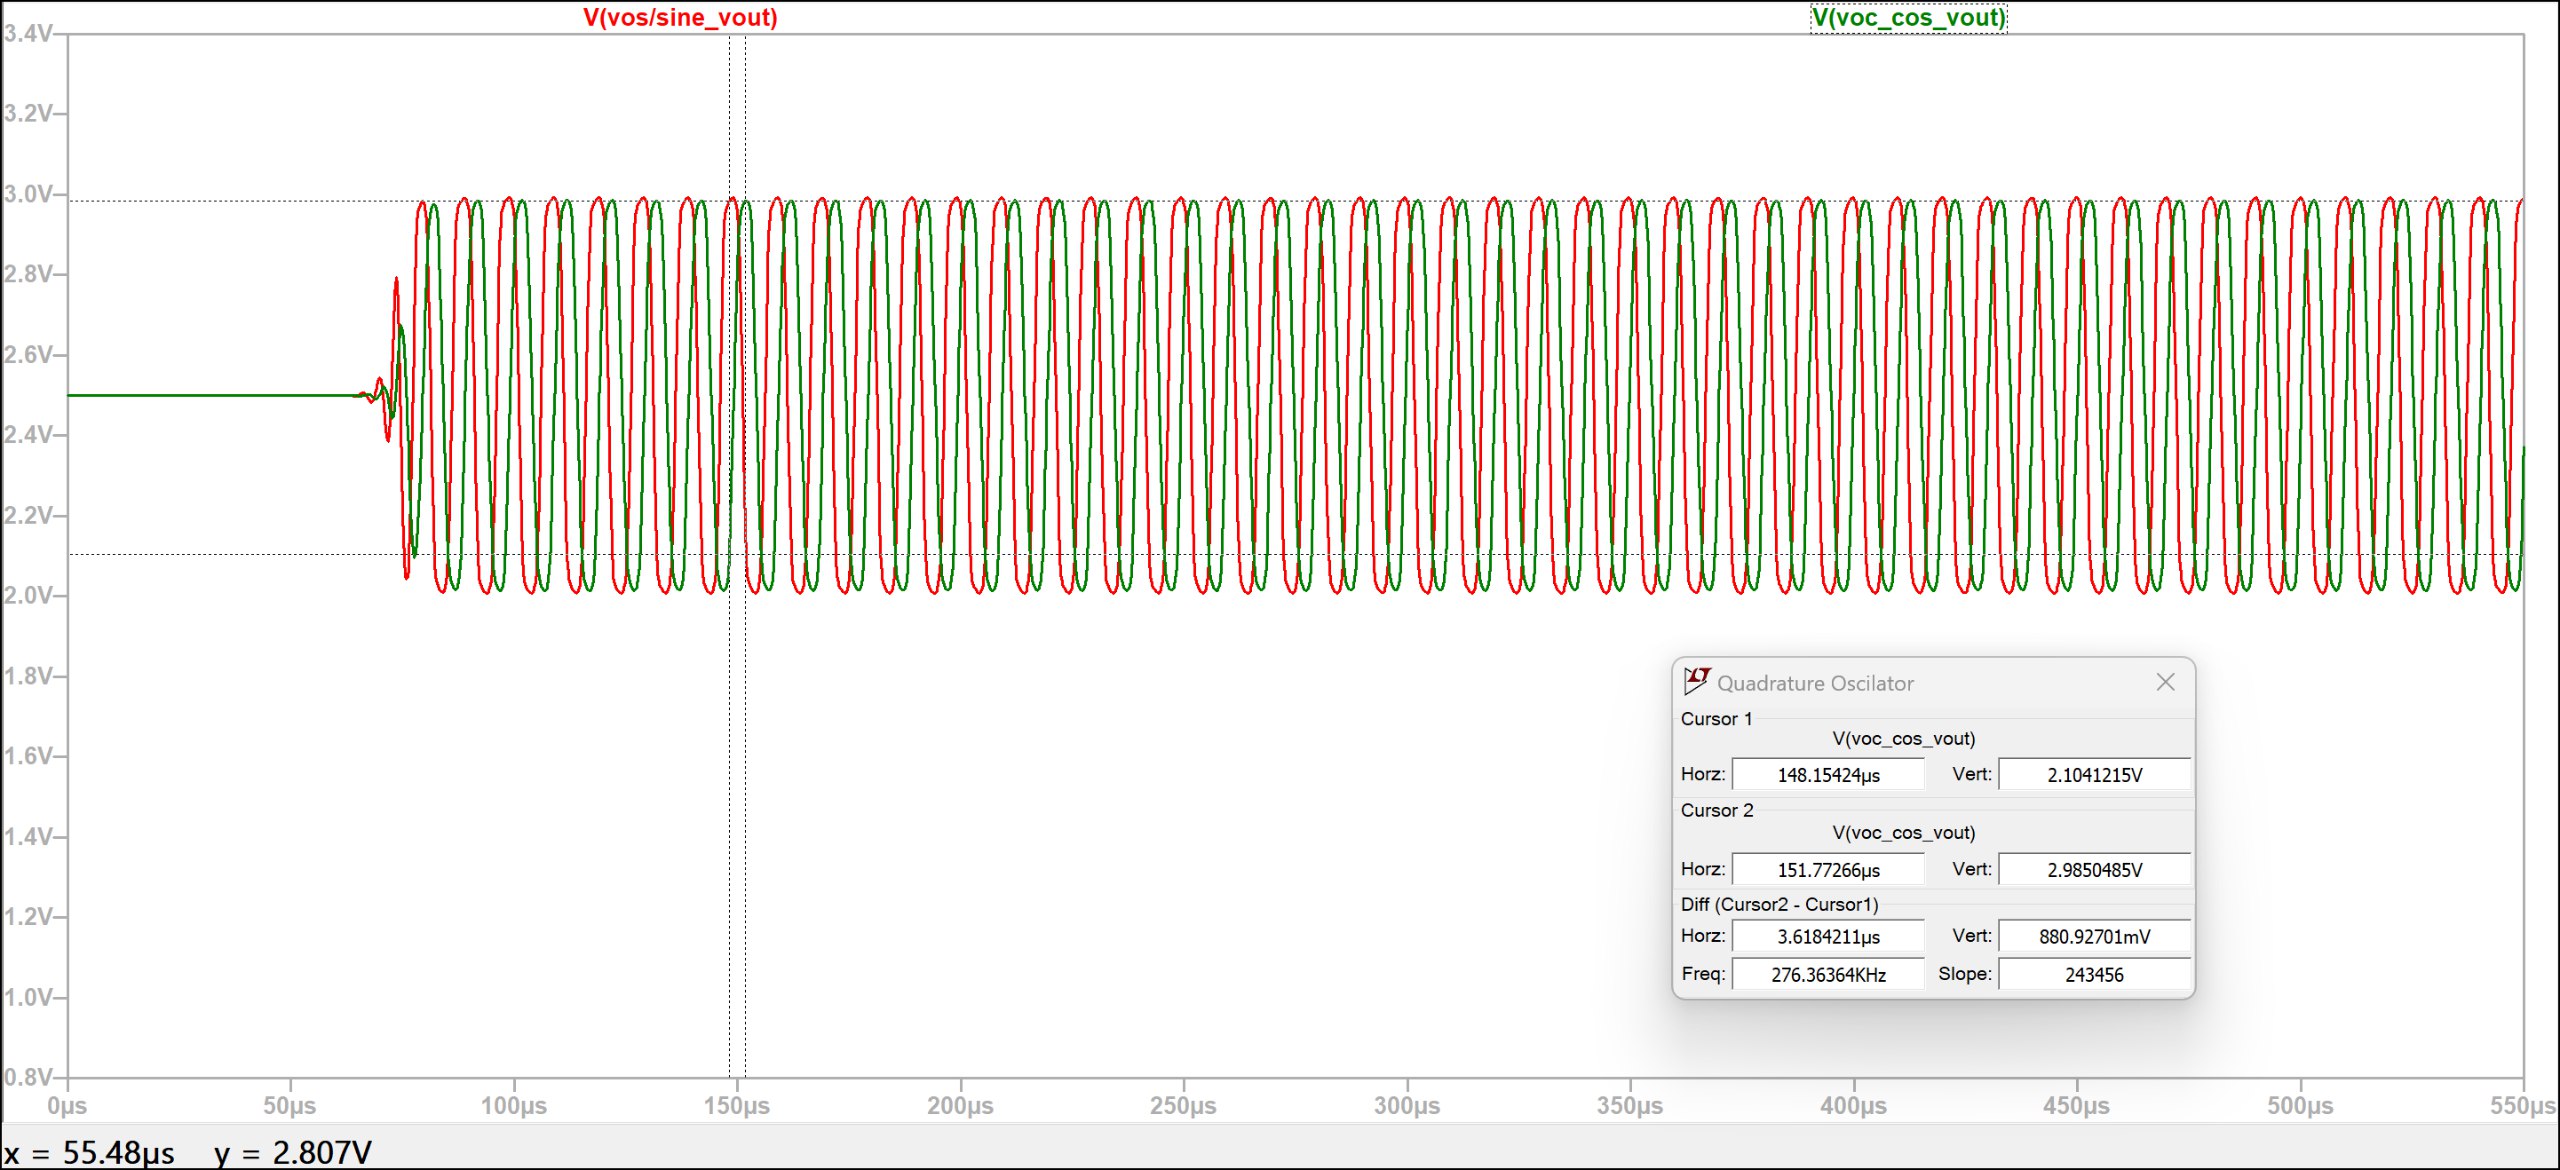 V(vos/sine_vout) V(voc_cos_vout)
3.4V
3.2V
3.0V
2.8V
2.6V
2.4V
2.2V
2.0V
1.8V
1.6V
1.4V
1.2V
1.0V
0.8V
0µs 50µs 100µs 150µs 200µs 250µs 300µs 350µs 400µs 450µs 500µs 550µs
Quadrature Oscilator
Cursor 1
V(voc_cos_vout)
Horz: 148.15424µs Vert: 2.1041215V
Cursor 2
V(voc_cos_vout)
Horz: 151.77266µs Vert: 2.9850485V
Diff (Cursor2 - Cursor1)
Horz: 3.6184211µs Vert: 880.92701mV
Freq: 276.36364KHz Slope: 243456
x = 55.48µs y = 2.807V